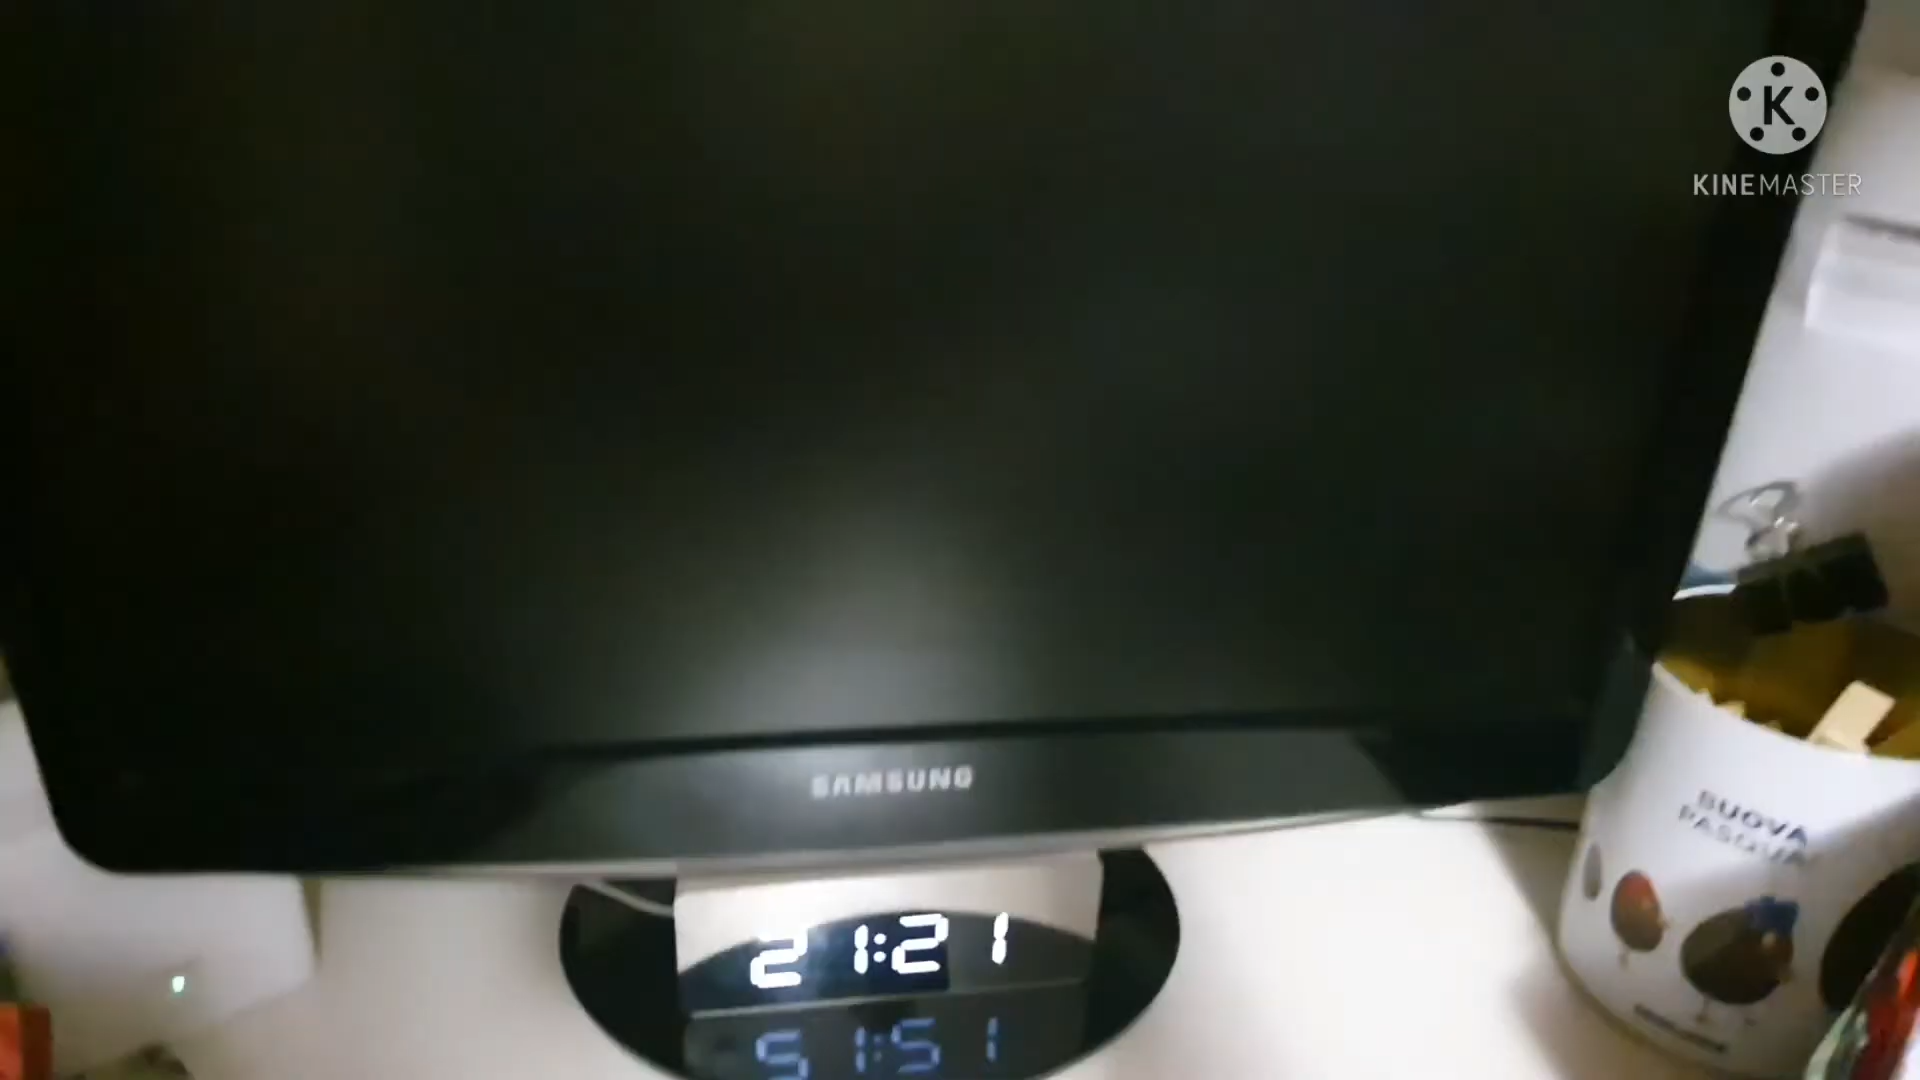 K
KINEMASTER
SAMSUNG
BUOVA
PASQUA
21:21